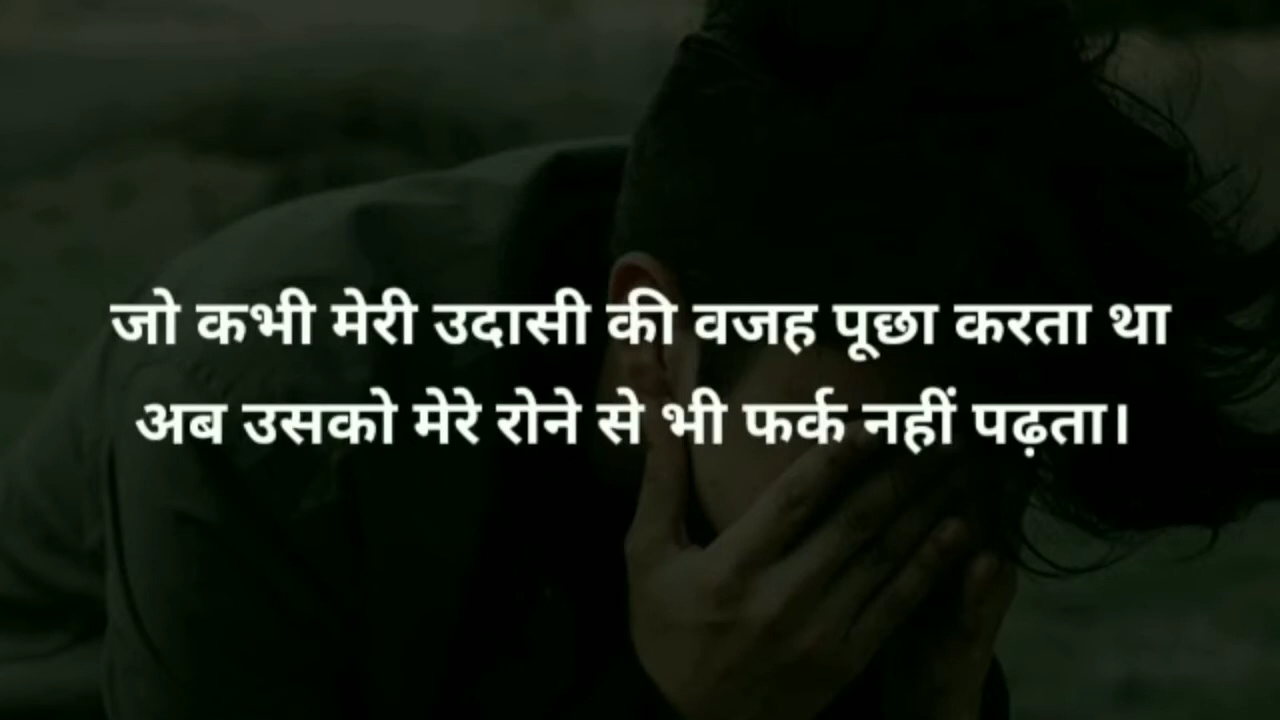 जो कभी मेरी उदासी की वजह पूछा करता था
अब उसको मेरे रोने से भी फर्क नहीं पढ़ता।